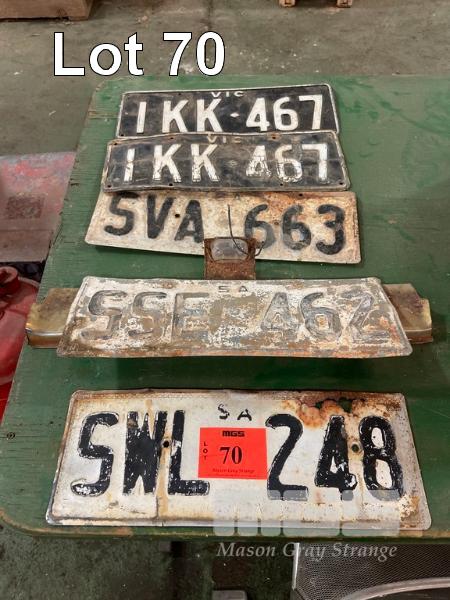 Lot 70
VIC
IKK·467
VIC
IKK 467
SVA 663
SA
SSE·462
SA
SWL 248
MGS
LOT
70
Mason Gray Strange
Mason Gray Strange